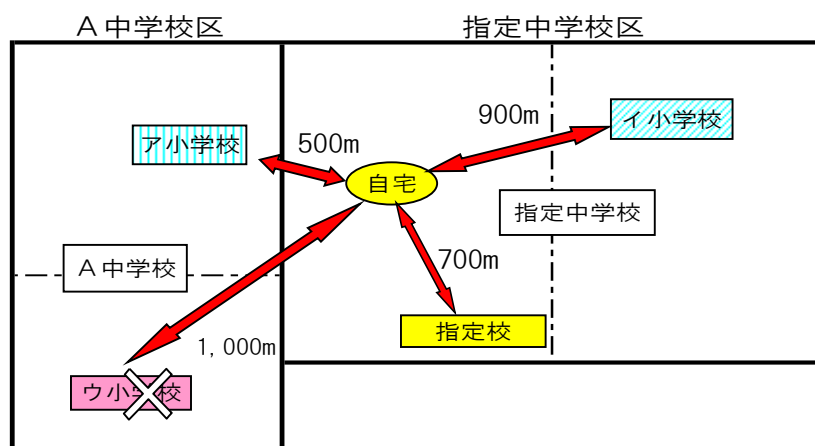 A中学校区
指定中学校区
ア小学校
500m
900m
イ小学校
自宅
指定中学校
A中学校
700m
指定校
1,000m
ウ小学校